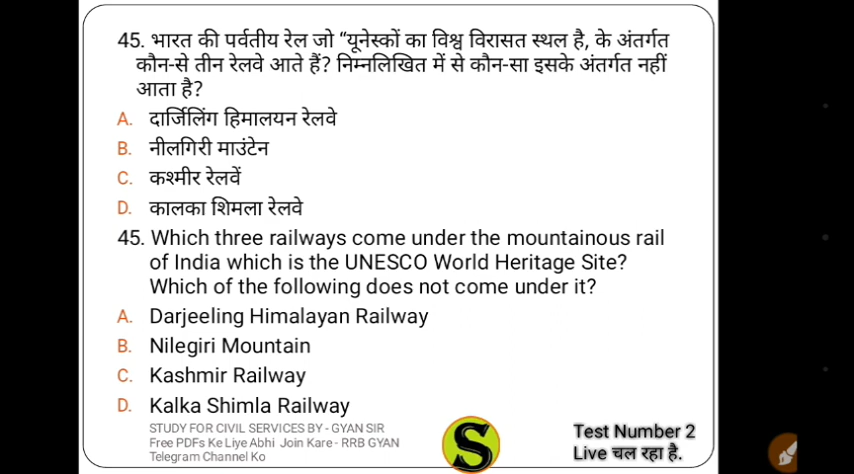 45. भारत की पर्वतीय रेल जो “यूनेस्कों का विश्व विरासत स्थल है, के अंतर्गत
कौन-से तीन रेलवे आते हैं? निम्नलिखित में से कौन-सा इसके अंतर्गत नहीं
आता है?
A. दार्जिलिंग हिमालयन रेलवे
B. नीलगिरी माउंटेन
C. कश्मीर रेलवें
D. कालका शिमला रेलवे
45. Which three railways come under the mountainous rail
of India which is the UNESCO World Heritage Site?
Which of the following does not come under it?
A. Darjeeling Himalayan Railway
B. Nilegiri Mountain
C. Kashmir Railway
D. Kalka Shimla Railway
STUDY FOR CIVIL SERVICES BY - GYAN SIR
Free PDFs Ke Liye Abhi Join Kare - RRB GYAN
Telegram Channel Ko
S
Test Number 2
Live चल रहा है.